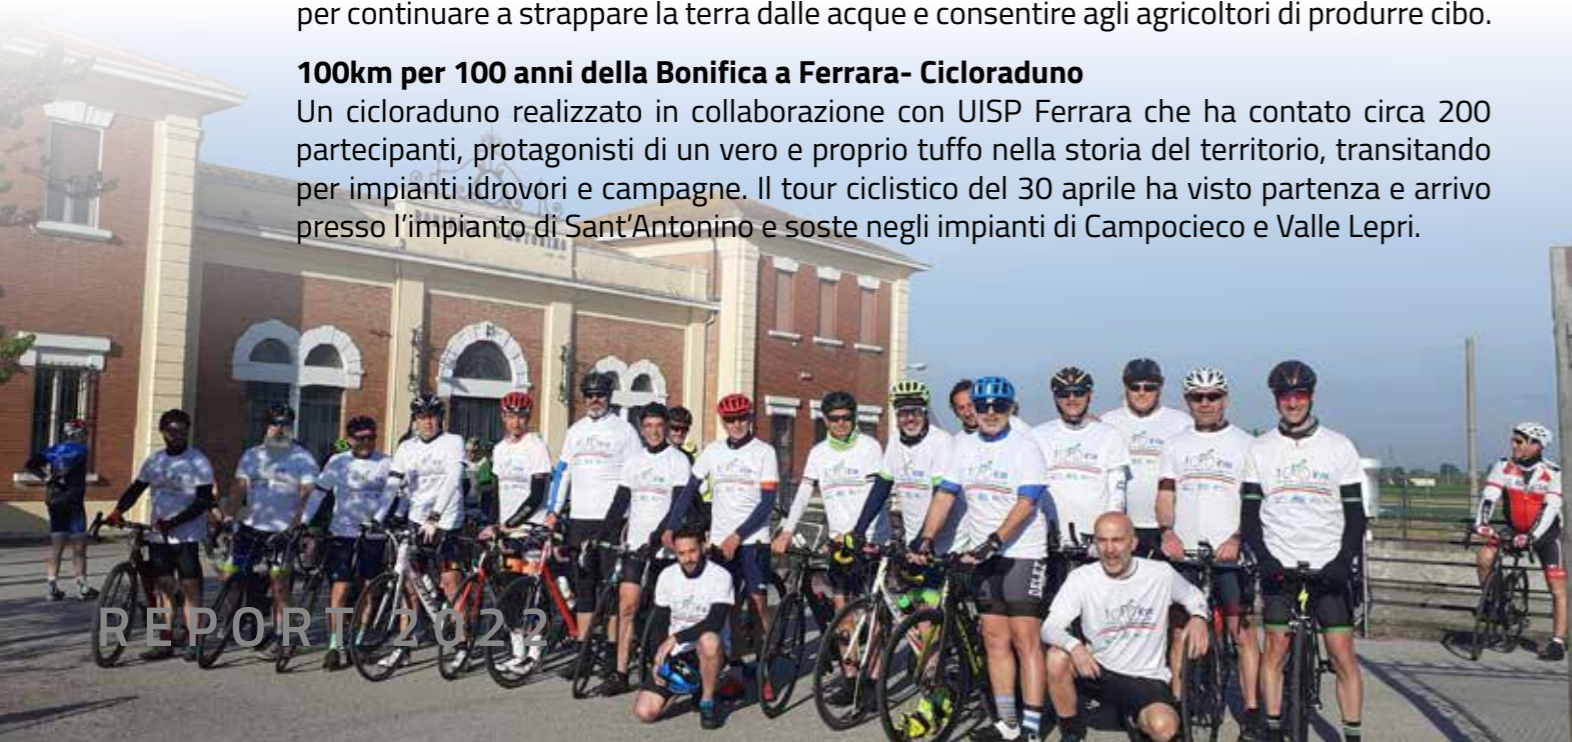 per continuare a strappare la terra dalle acque e consentire agli agricoltori di produrre cibo.
100km per 100 anni della Bonifica a Ferrara- Cicloraduno
Un cicloraduno realizzato in collaborazione con UISP Ferrara che ha contato circa 200
partecipanti, protagonisti di un vero e proprio tuffo nella storia del territorio, transitando
per impianti idrovori e campagne. Il tour ciclistico del 30 aprile ha visto partenza e arrivo
presso l’impianto di Sant’Antonino e soste negli impianti di Campocieco e Valle Lepri.
REPORT 2022